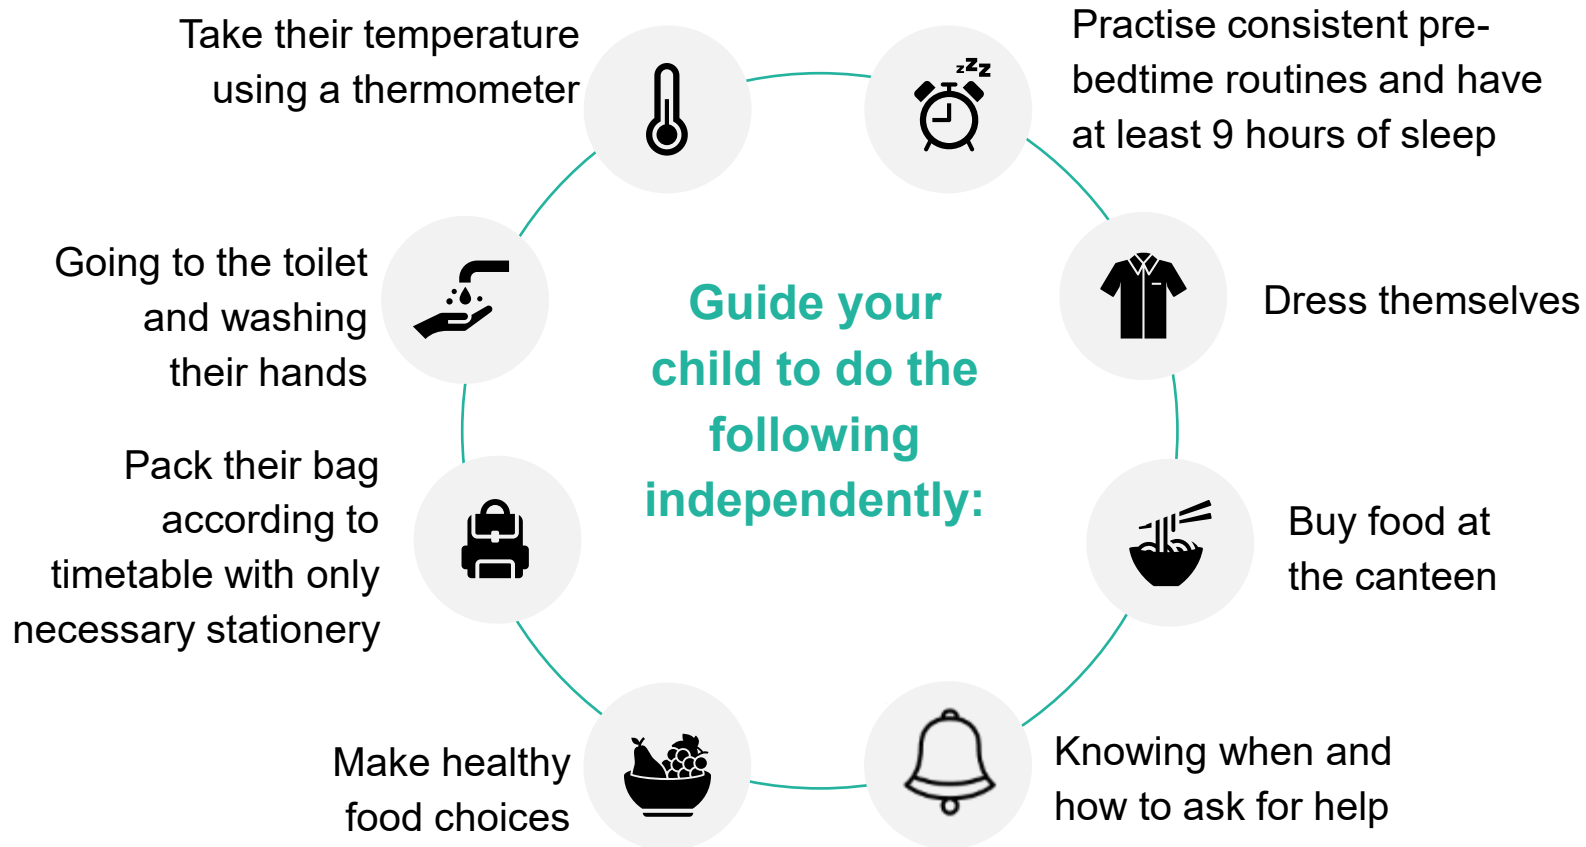 Guide your
child to do the
following
independently:
Practise consistent pre-
bedtime routines and have
at least 9 hours of sleep
zzz
Dress themselves
Buy food at
the canteen
Knowing when and
how to ask for help
Make healthy
food choices
Pack their bag
according to
timetable with only
necessary stationery
Going to the toilet
and washing
their hands
Take their temperature
using a thermometer